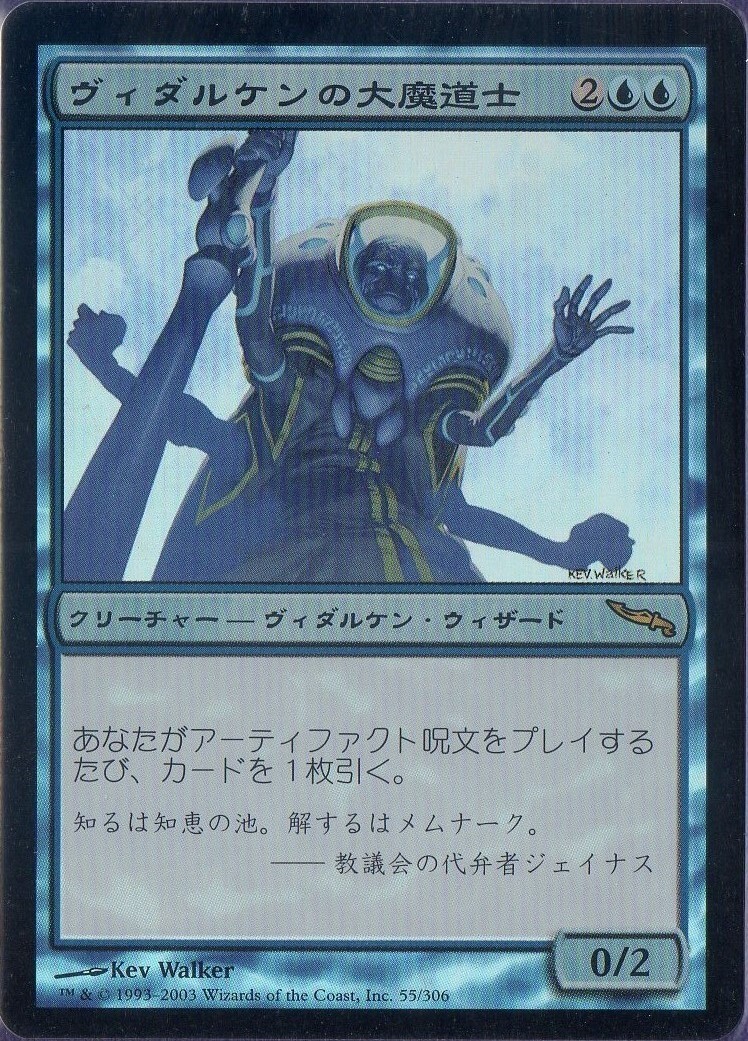 ヴィダルケンの大魔道士 2
KEV.WalKER
クリーチャー — ヴィダルケン・ウィザード
あなたがアーティファクト呪文をプレイする
たび、カードを１枚引く。
知るは知恵の池。解するはメムナーク。
—— 教議会の代弁者ジェイナス
0/2
Kev Walker
™ & © 1993–2003 Wizards of the Coast, Inc. 55/306